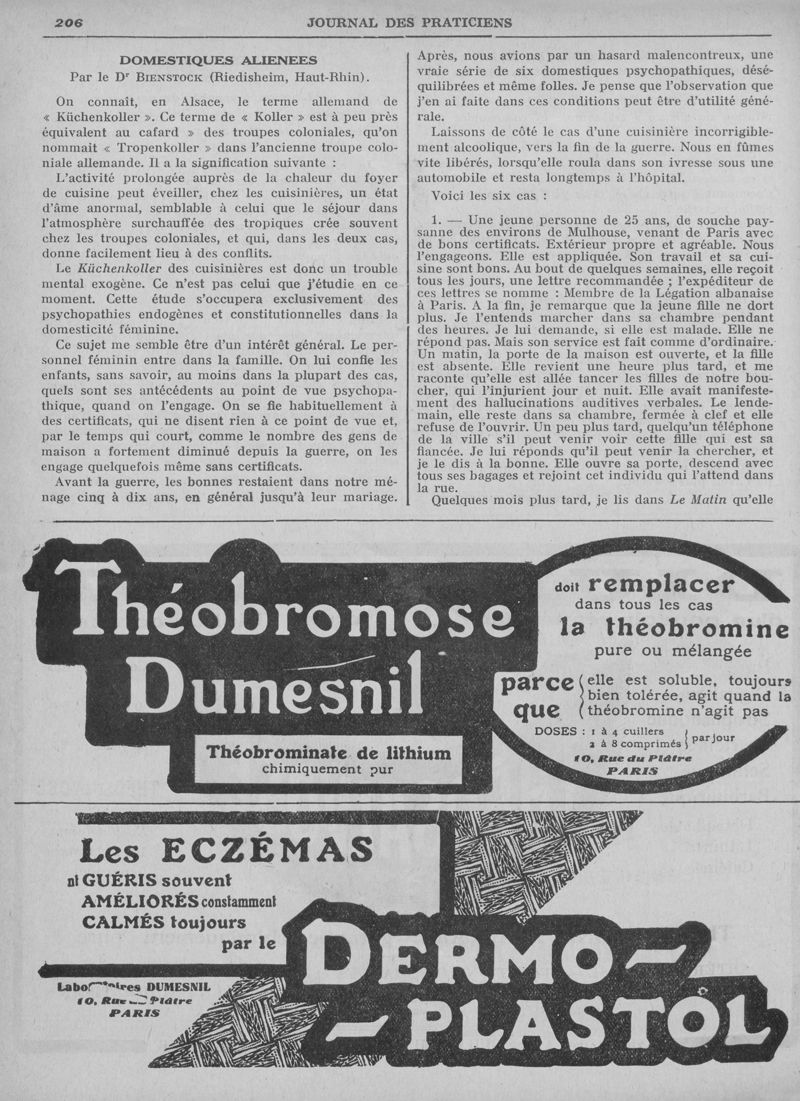 206
JOURNAL DES PRATICIENS
DOMESTIQUES ALIENEES
Par le Dr BIENSTOCK (Riedisheim, Haut-Rhin).
On connaît, en Alsace, le terme allemand de
« Küchenkoller ». Ce terme de « Koller » est à peu près
équivalent au cafard » des troupes coloniales, qu'on
nommait « Tropenkoller » dans l'ancienne troupe colo-
niale allemande. Il a la signification suivante :
L'activité prolongée auprès de la chaleur du foyer
de cuisine peut éveiller, chez les cuisinières, un état
d'âme anormal, semblable à celui que le séjour dans
l'atmosphère surchauffée des tropiques crée souvent
chez les troupes coloniales, et qui, dans les deux cas,
donne facilement lieu à des conflits.
Le Küchenkoller des cuisinières est donc un trouble
mental exogène. Ce n'est pas celui que j'étudie en ce
moment. Cette étude s'occupera exclusivement des
psychopathies endogènes et constitutionnelles dans la
domesticité féminine.
Ce sujet me semble être d'un intérêt général. Le per-
sonnel féminin entre dans la famille. On lui confie les
enfants, sans savoir, au moins dans la plupart des cas,
quels sont ses antécédents au point de vue psychopa-
thique, quand on l'engage. On se fie habituellement à
des certificats, qui ne disent rien à ce point de vue et,
par le temps qui court, comme le nombre des gens de
maison a fortement diminué depuis la guerre, on les
engage quelquefois même sans certificats.
Avant la guerre, les bonnes restaient dans notre mé-
nage cinq à dix ans, en général jusqu'à leur mariage.
Après, nous avions par un hasard malencontreux, une
vraie série de six domestiques psychopathiques, désé-
quilibrées et même folles. Je pense que l'observation que
j'en ai faite dans ces conditions peut être d'utilité géné-
rale.
Laissons de côté le cas d'une cuisinière incorrigible-
ment alcoolique, vers la fin de la guerre. Nous en fûmes
vite libérés, lorsqu'elle roula dans son ivresse sous une
automobile et resta longtemps à l'hôpital.
Voici les six cas :
1. — Une jeune personne de 25 ans, de souche pay-
sanne des environs de Mulhouse, venant de Paris avec
de bons certificats. Extérieur propre et agréable. Nous
l'engageons. Elle est appliquée. Son travail et sa cui-
sine sont bons. Au bout de quelques semaines, elle reçoit
tous les jours, une lettre recommandée ; l'expéditeur de
ces lettres se nomme : Membre de la Légation albanaise
à Paris. A la fin, je remarque que la jeune fille ne dort
plus. Je l'entends marcher dans sa chambre pendant
des heures. Je lui demande, si elle est malade. Elle ne
répond pas. Mais son service est fait comme d'ordinaire.
Un matin, la porte de la maison est ouverte, et la fille
est absente. Elle revient une heure plus tard, et me
raconte qu'elle est allée tancer les filles de notre bou-
cher, qui l'injurient jour et nuit. Elle avait manifeste-
ment des hallucinations auditives verbales. Le lende-
main, elle reste dans sa chambre, fermée à clef et elle
refuse de l'ouvrir. Un peu plus tard, quelqu'un téléphone
de la ville s'il peut venir voir cette fille qui est sa
fiancée. Je lui réponds qu'il peut venir la chercher, et
je le dis à la bonne. Elle ouvre sa porte, descend avec
tous ses bagages et rejoint cet individu qui l'attend dans
la rue.
Quelques mois plus tard, je lis dans Le Matin qu'elle
Théobromose
Dumesnil
Théobrominate de lithium
chimiquement pur
doit remplacer
dans tous les cas
la théobromine
pure ou mélangée
parce que
elle est soluble, toujours
bien tolérée, agit quand la
théobromine n'agit pas
DOSES : 1 à 4 cuillers
2 à 8 comprimés
par jour
10, Rue du Plâtre
PARIS
Les ECZÉMAS
nt GUÉRIS souvent
AMÉLIORÉS constamment
CALMÉS toujours
par le
DERMO-
-PLASTOL
DUMESNIL
10, Rue Plâtre
PARIS